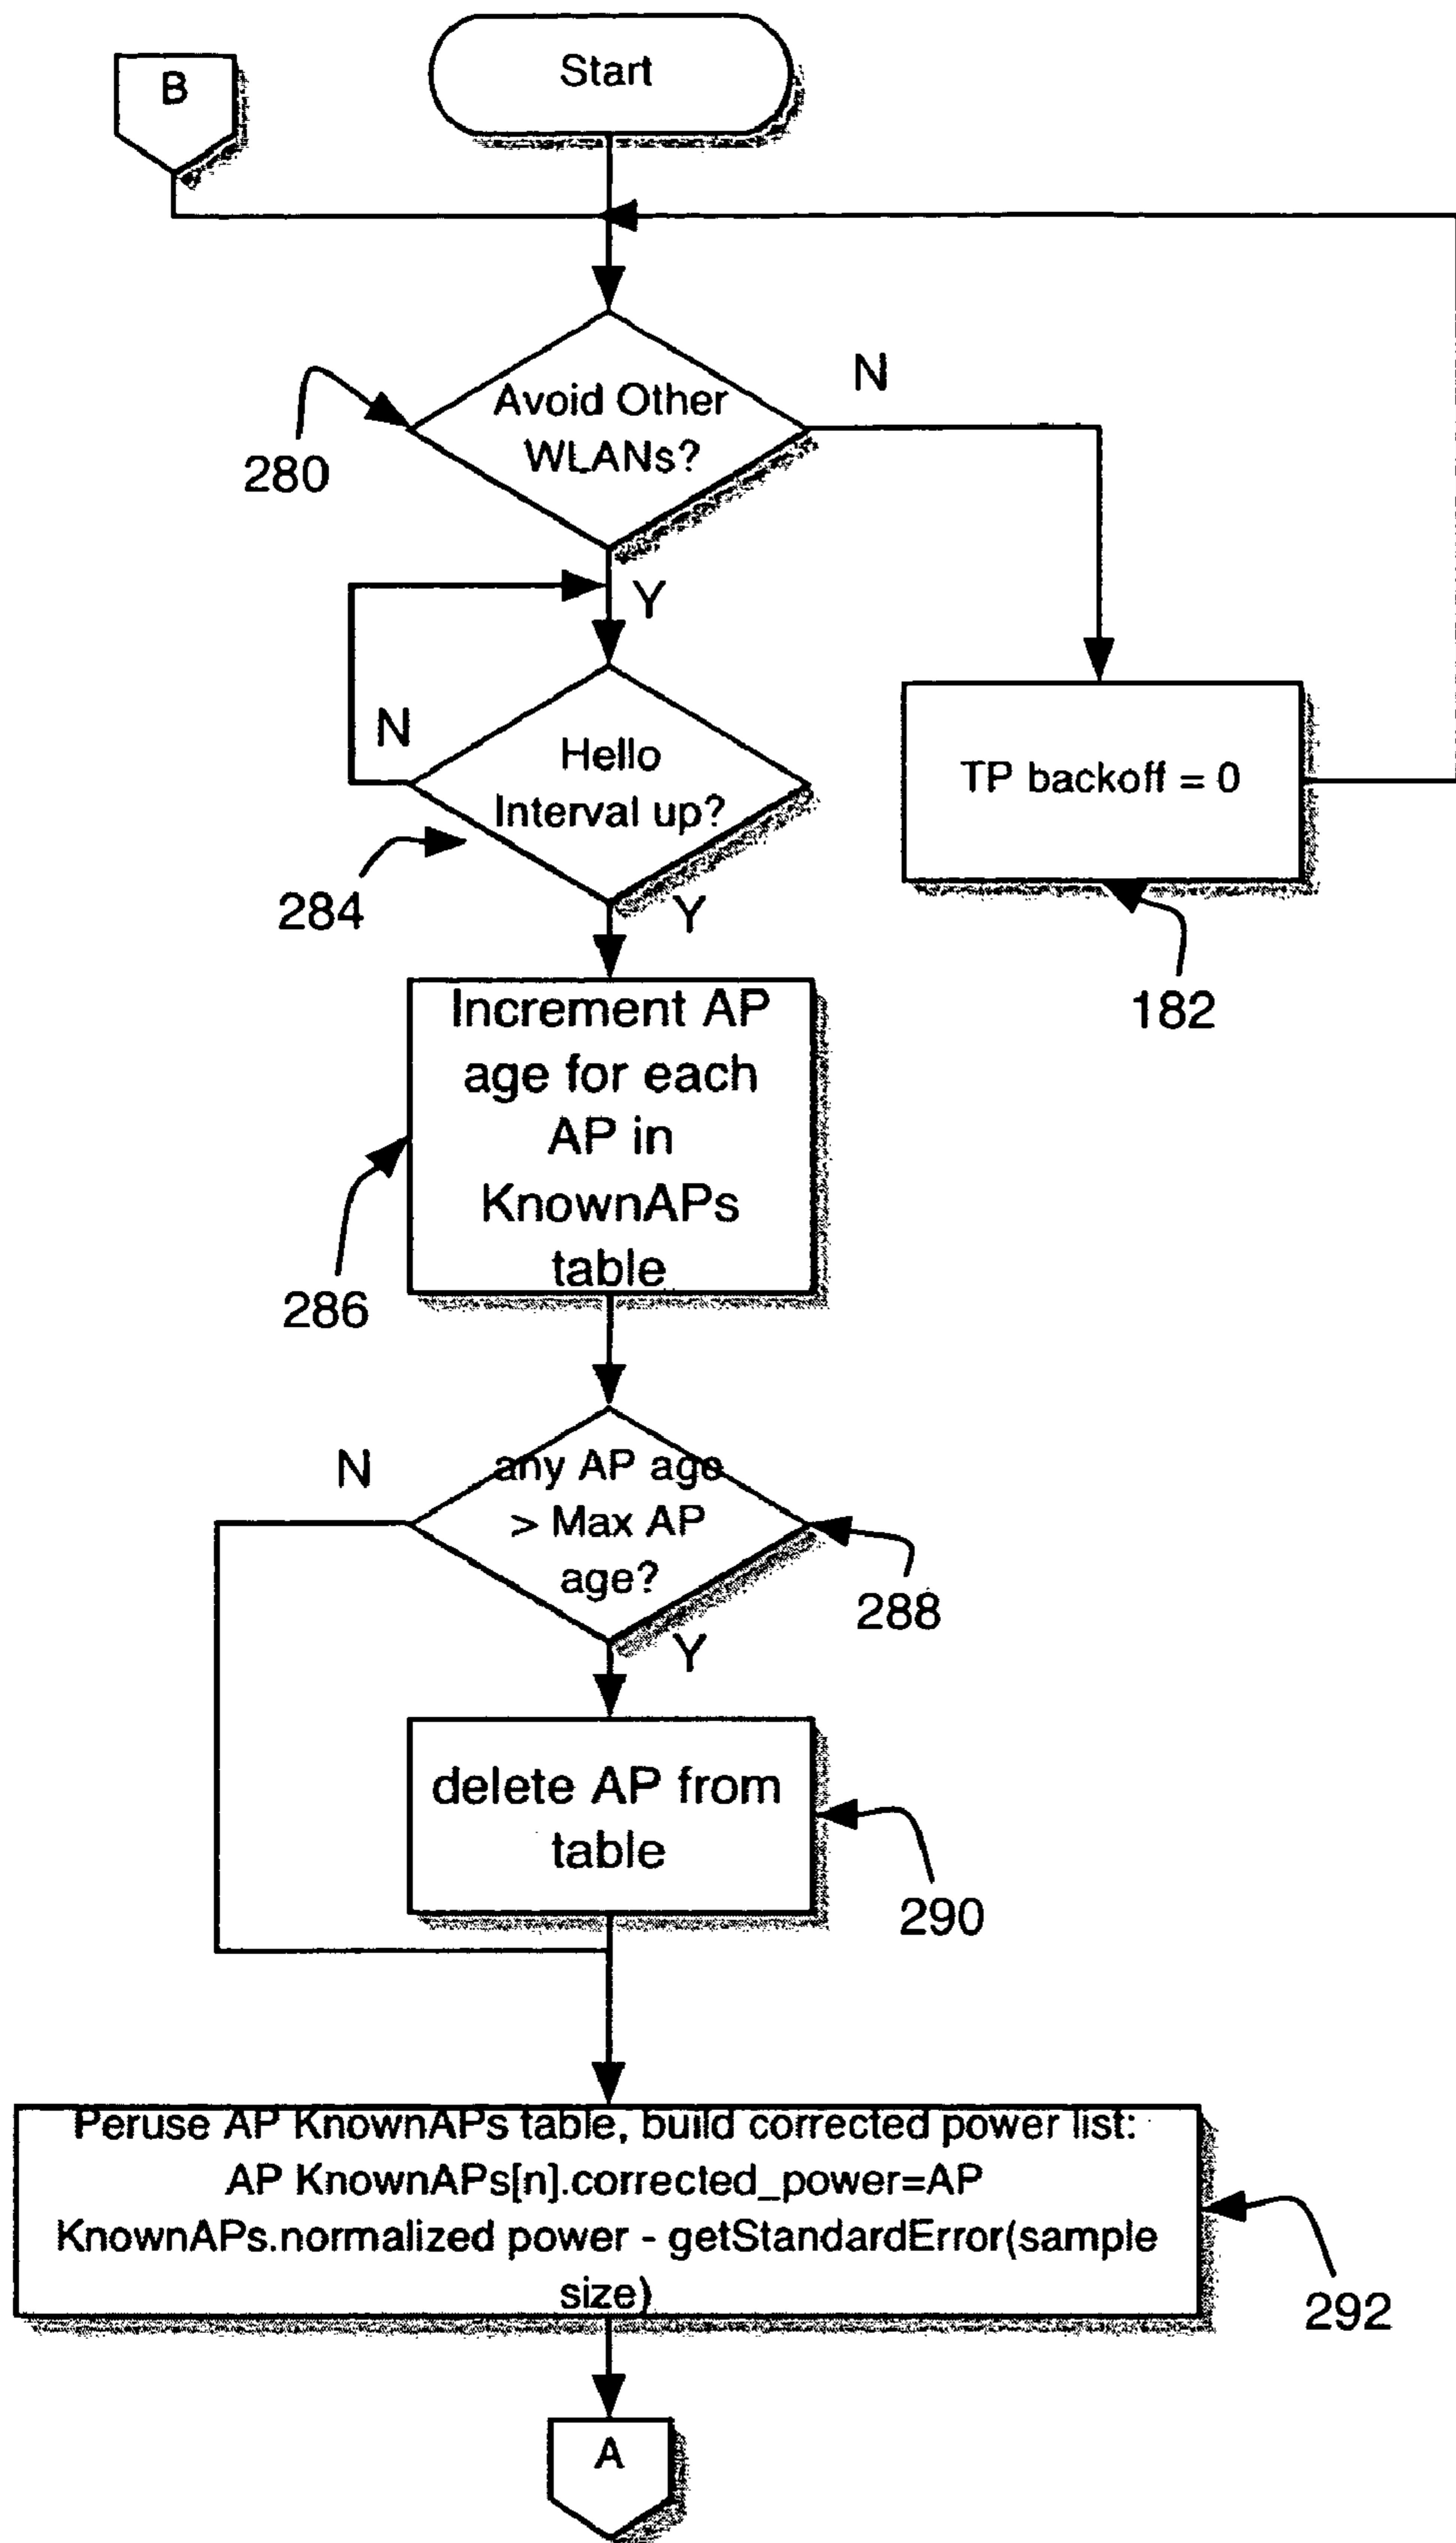 B
Start
Avoid Other
WLANs?
N
280
Y
N
Hello
Interval up?
284
Y
TP backoff = 0
182
Increment AP
age for each
AP in
KnownAPs
table
286
N
any AP age
> Max AP
age?
288
Y
delete AP from
table
290
Peruse AP KnownAPs table, build corrected power list:
AP KnownAPs[n].corrected_power=AP
KnownAPs.normalized power - getStandardError(sample
size)
292
A